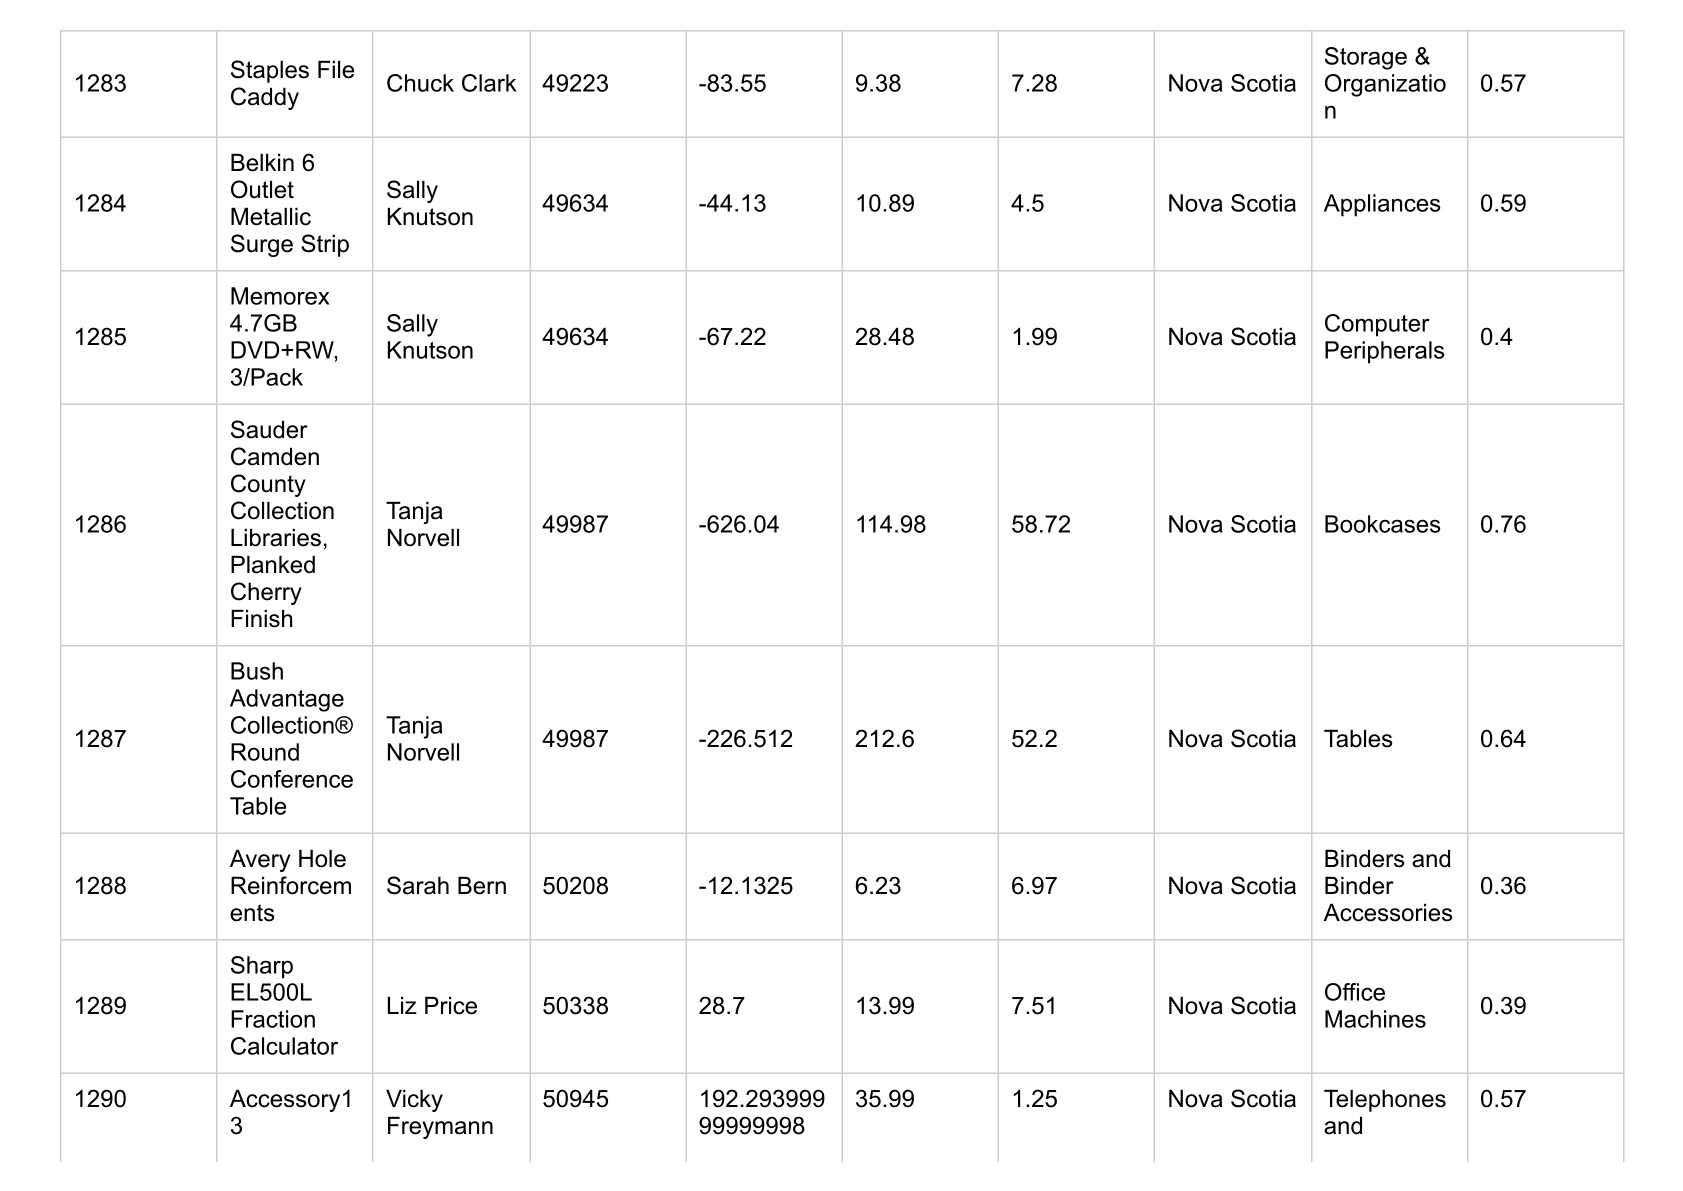 1283
Staples File
Caddy
Chuck Clark
49223
-83.55
9.38
7.28
Nova Scotia
Storage &
Organizatio
n
0.57
1284
Belkin 6
Outlet
Metallic
Surge Strip
Sally
Knutson
49634
-44.13
10.89
4.5
Nova Scotia
Appliances
0.59
1285
Memorex
4.7GB
DVD+RW,
3/Pack
Sally
Knutson
49634
-67.22
28.48
1.99
Nova Scotia
Computer
Peripherals
0.4
1286
Sauder
Camden
County
Collection
Libraries,
Planked
Cherry
Finish
Tanja
Norvell
49987
-626.04
114.98
58.72
Nova Scotia
Bookcases
0.76
1287
Bush
Advantage
Collection®
Round
Conference
Table
Tanja
Norvell
49987
-226.512
212.6
52.2
Nova Scotia
Tables
0.64
1288
Avery Hole
Reinforcem
ents
Sarah Bern
50208
-12.1325
6.23
6.97
Nova Scotia
Binders and
Binder
Accessories
0.36
1289
Sharp
EL500L
Fraction
Calculator
Liz Price
50338
28.7
13.99
7.51
Nova Scotia
Office
Machines
0.39
1290
Accessory1
3
Vicky
Freymann
50945
192.293999
99999998
35.99
1.25
Nova Scotia
Telephones
and
0.57